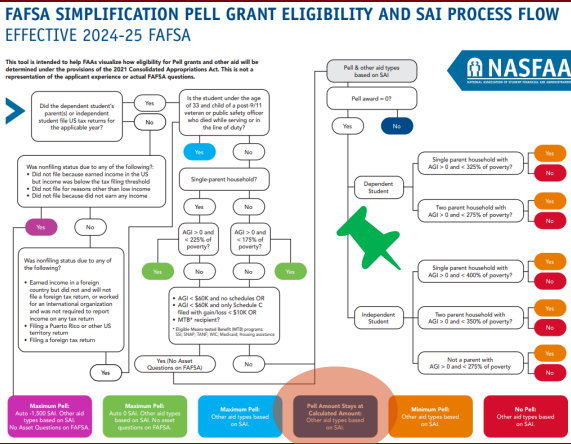 FAFSA SIMPLIFICATION PELL GRANT ELIGIBILITY AND SAI PROCESS FLOW
EFFECTIVE 2024-25 FAFSA
This tool is intended to help FAAs visualize how eligibility for Pell grants and other aid will be
determined under the provisions of the 2021 Consolidated Appropriations Act. This is not a
representation of the applicant experience or actual FAFSA questions.
NASFAA
NATIONAL ASSOCIATION OF STUDENT FINANCIAL AID ADMINISTRATORS
Did the dependent student's
parent(s) or independent
student file US tax returns for
the applicable year?
Yes
No
Was nonfiling status due to any of the following?:
• Did not file because earned income in the US
but income was below the tax filing threshold
• Did not file for reasons other than low income
• Did not file because did not earn any income
Yes
No
Was nonfiling status due to any of
the following?
• Earned income in a foreign
country but did not and will not
file a foreign tax return, or worked
for an international organization
and was not required to report
income on any tax return
• Filing a Puerto Rico or other US
territory return
• Filing a foreign tax return
Yes
Is the student under the age
of 33 and child of a post-9/11
veteran or public safety officer
who died while serving or in
the line of duty?
Yes
No
Single-parent household?
Yes
No
AGI > 0 and
< 225% of
poverty?
AGI > 0 and
< 175% of
poverty?
Yes
No
No
Yes
• AGI < $60K and no schedules OR
• AGI < $60K and only Schedule C
filed with gain/loss < $10K OR
• MTB* recipient?
* Eligible Means-tested Benefit (MTB) programs:
SSI, SNAP, TANF, WIC, Medicaid, Housing assistance
Yes (No Asset
Questions on FAFSA)
No
Pell & other aid types
based on SAI
Pell award = 0?
Yes
No
Dependent
Student
Single parent household with
AGI > 0 and < 325% of poverty?
Yes
No
Two parent household with
AGI > 0 and < 275% of poverty?
Yes
No
Independent
Student
Single parent household with
AGI > 0 and < 400% of poverty?
Yes
No
Two parent household with
AGI > 0 and < 350% of poverty?
Yes
No
Not a parent with
AGI > 0 and < 275% of poverty
Yes
No
Maximum Pell:
Auto -1,500 SAI. Other aid
types based on SAI.
No Asset Questions on FAFSA.
Maximum Pell:
Auto 0 SAI. Other aid types
based on SAI. No asset
questions on FAFSA.
Maximum Pell:
Other aid types based
on SAI.
Pell Amount Stays at
Calculated Amount:
Other aid types based
on SAI.
Minimum Pell:
Other aid types based
on SAI.
No Pell:
Other aid types based
on SAI.